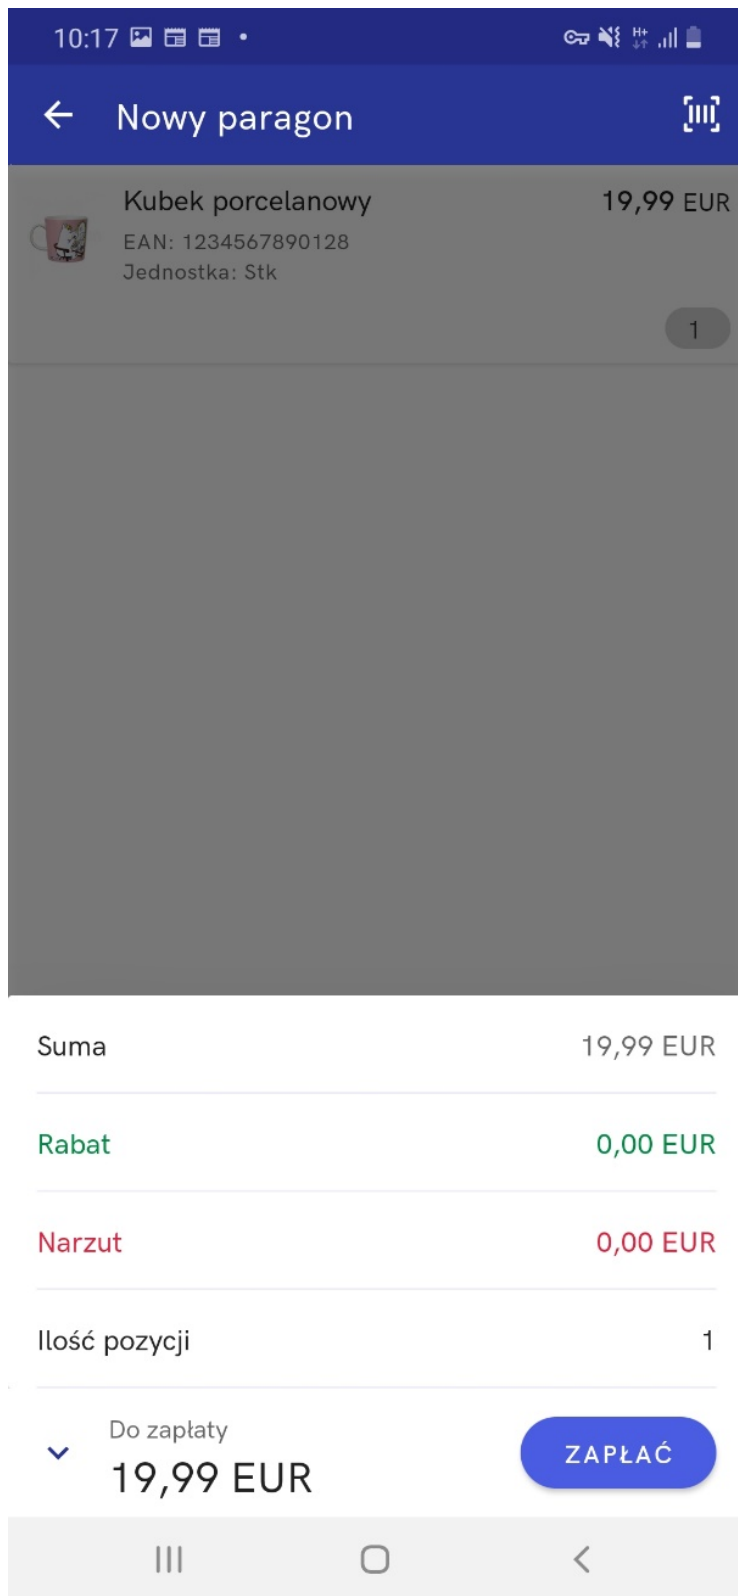 10:17
Nowy paragon
Kubek porcelanowy 19,99 EUR
EAN: 1234567890128
Jednostka: Stk
1
Suma 19,99 EUR
Rabat 0,00 EUR
Narzut 0,00 EUR
Ilość pozycji 1
Do zapłaty
19,99 EUR
ZAPŁAĆ